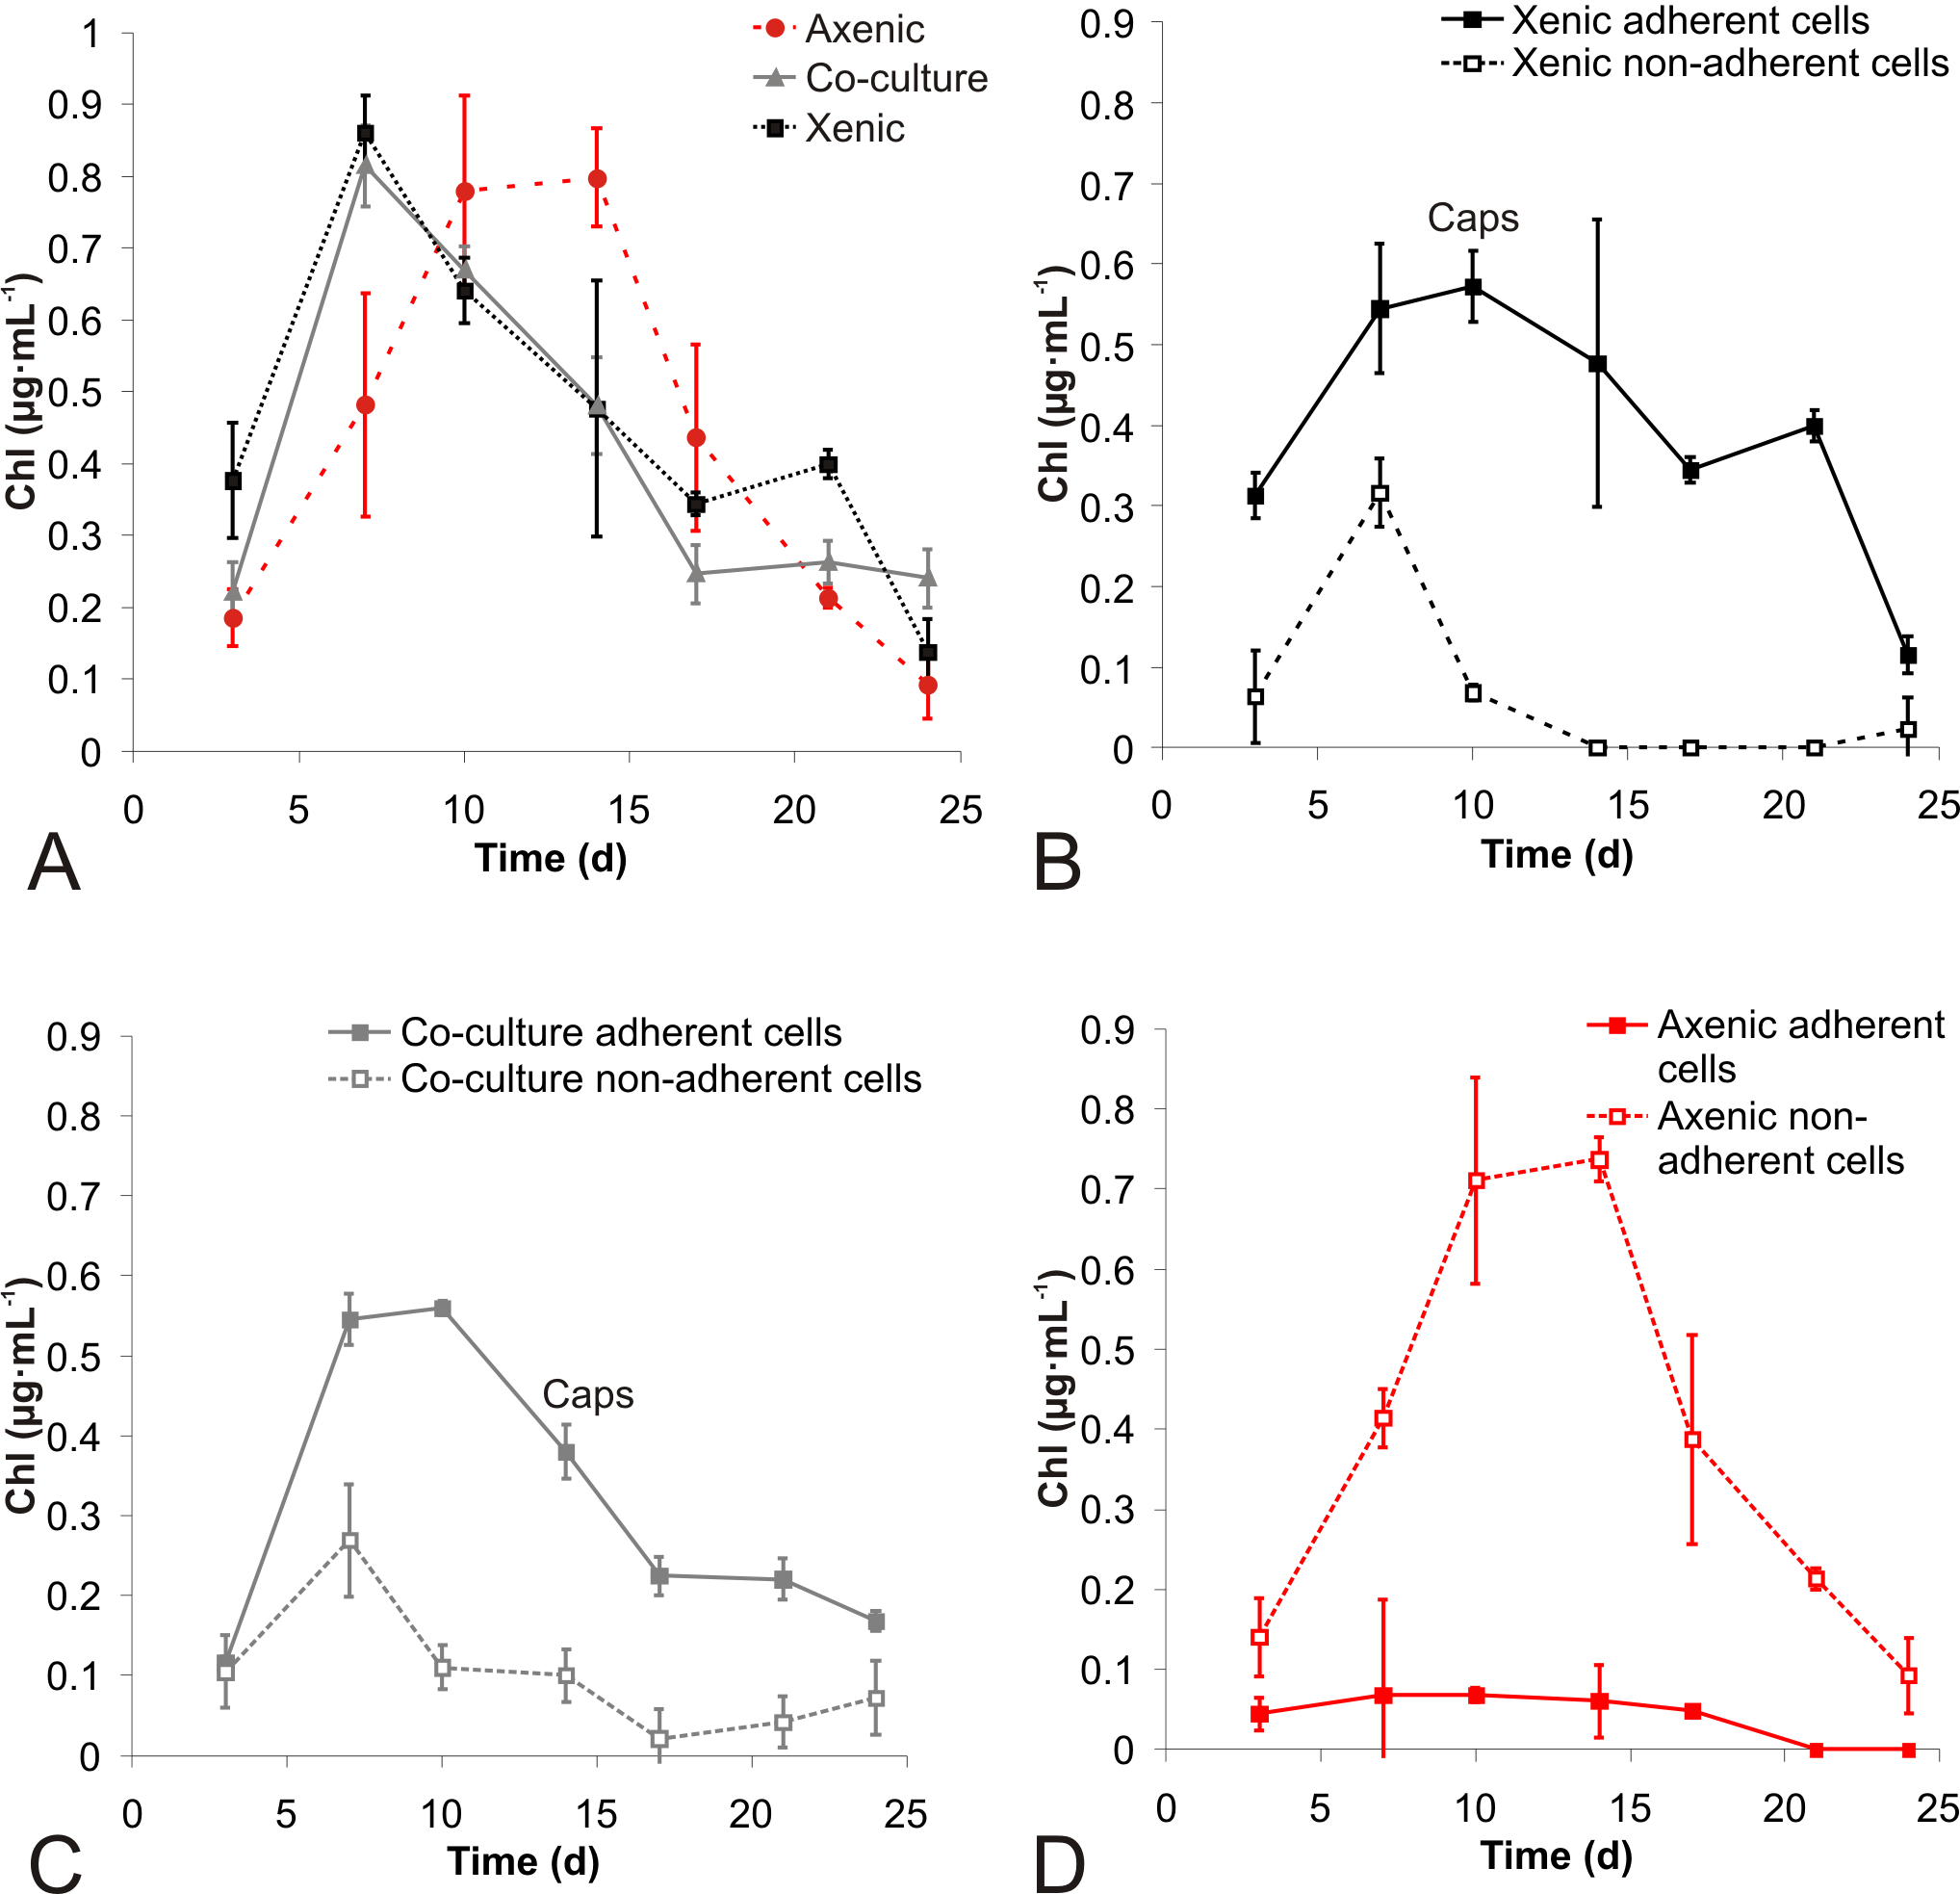 Axenic
Co-culture
Xenic
1
0.9
0.8
0.7
0.6
0.5
0.4
0.3
0.2
0.1
0
Chl (µg·mL⁻¹)
0 5 10 15 20 25
Time (d)
A
Xenic adherent cells
Xenic non-adherent cells
Caps
0.9
0.8
0.7
0.6
0.5
0.4
0.3
0.2
0.1
0
Chl (µg·mL⁻¹)
0 5 10 15 20 25
Time (d)
B
Co-culture adherent cells
Co-culture non-adherent cells
Caps
0.9
0.8
0.7
0.6
0.5
0.4
0.3
0.2
0.1
0
Chl (µg·mL⁻¹)
0 5 10 15 20 25
Time (d)
C
Axenic adherent
cells
Axenic non-
adherent cells
0.9
0.8
0.7
0.6
0.5
0.4
0.3
0.2
0.1
0
Chl (µg·mL⁻¹)
0 5 10 15 20 25
Time (d)
D